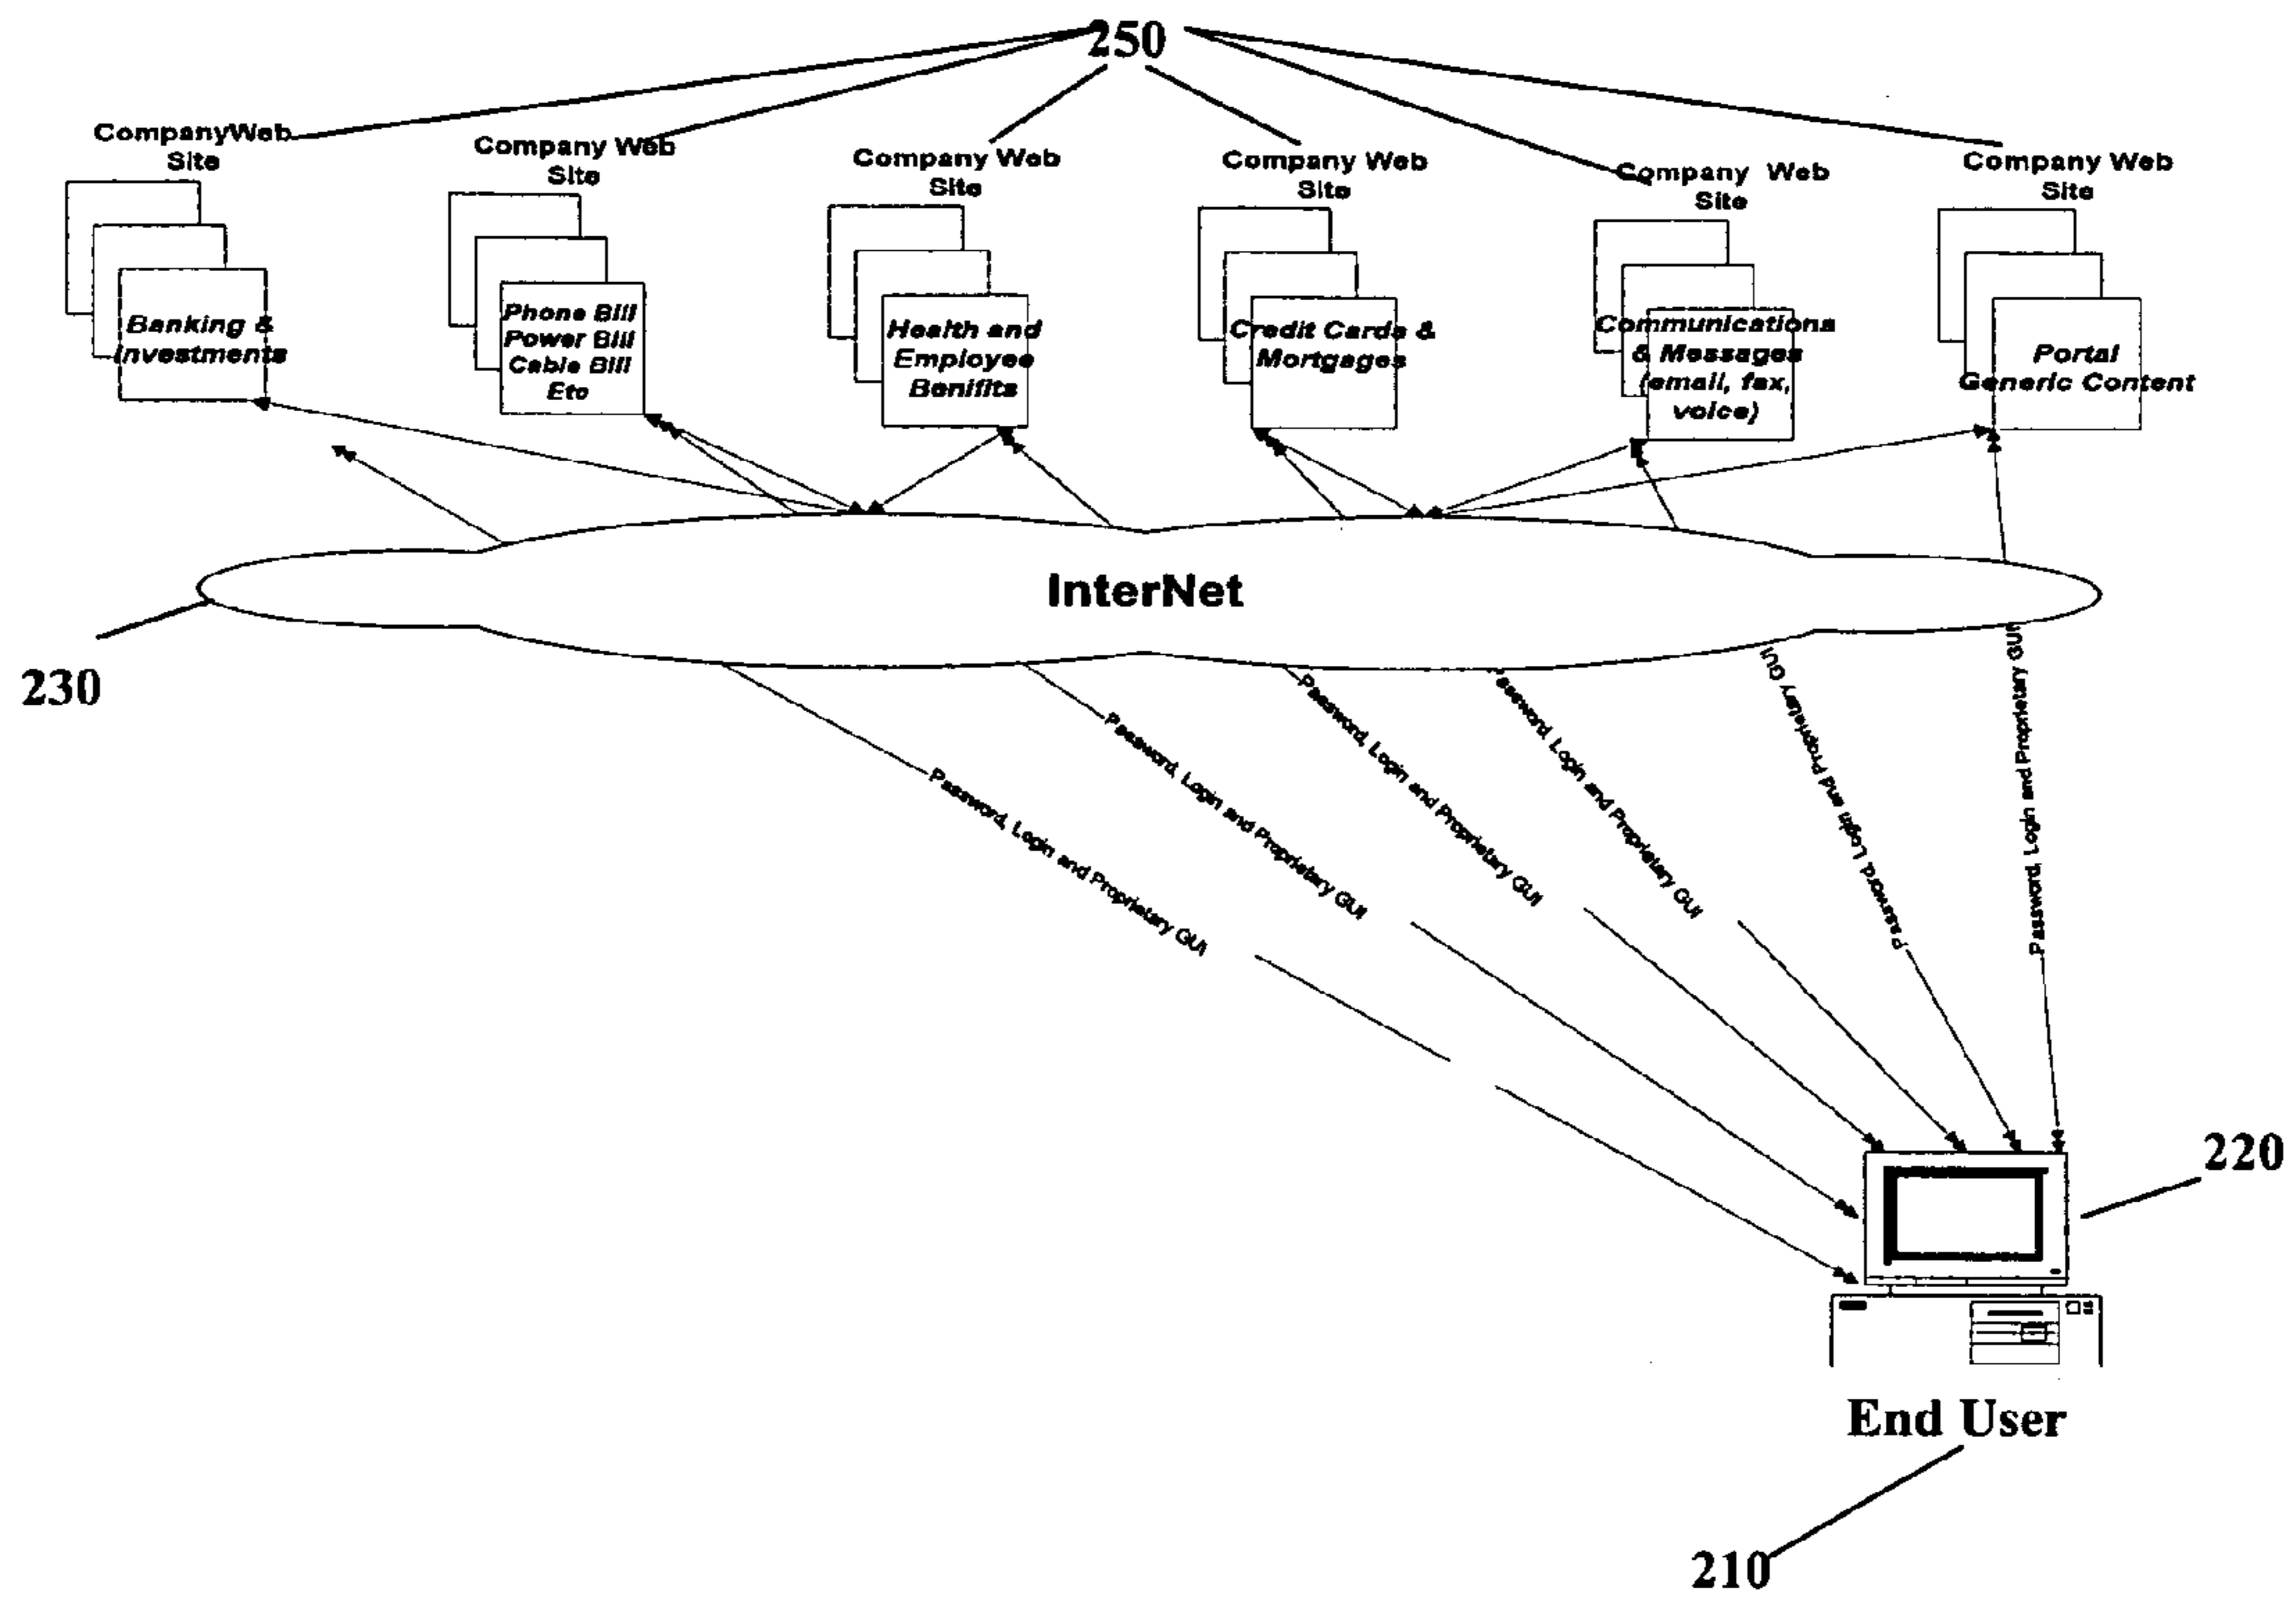 250
CompanyWeb
Site
Company Web
Site
Company Web
Site
Company Web
Site
Company Web
Site
Company Web
Site
Banking &
Investments
Phone Bill
Power Bill
Cable Bill
Etc
Health and
Employee
Benifits
Credit Cards &
Mortgages
Communications
& Messages
(email, fax,
voice)
Portal
Generic Content
InterNet
230
Password, Login and Proprietary GUI
Password, Login and Proprietary GUI
Password, Login and Proprietary GUI
Password, Login and Proprietary GUI
Password, Login and Proprietary GUI
Password, Login and Proprietary GUI
220
End User
210